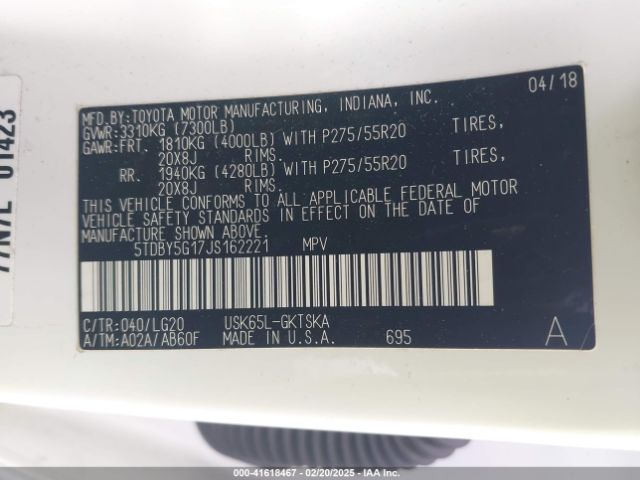 04/18
MFD.BY:TOYOTA MOTOR MANUFACTURING, INDIANA, INC.
GVWR:3310KG (7300LB)
GAWR:FRT. 1810KG (4000LB) WITH P275/55R20 TIRES,
20X8J RIMS.
RR. 1940KG (4280LB) WITH P275/55R20 TIRES,
20X8J RIMS.
THIS VEHICLE CONFORMS TO ALL APPLICABLE FEDERAL MOTOR
VEHICLE SAFETY STANDARDS IN EFFECT ON THE DATE OF
MANUFACTURE SHOWN ABOVE.
5TDBY5G17JS162221 MPV
C/TR:040/LG20 USK65L-GKTSKA
A/TM:A02A/AB60F MADE IN U.S.A. 695 A
000-41618467 - 02/20/2025 - IAA Inc.